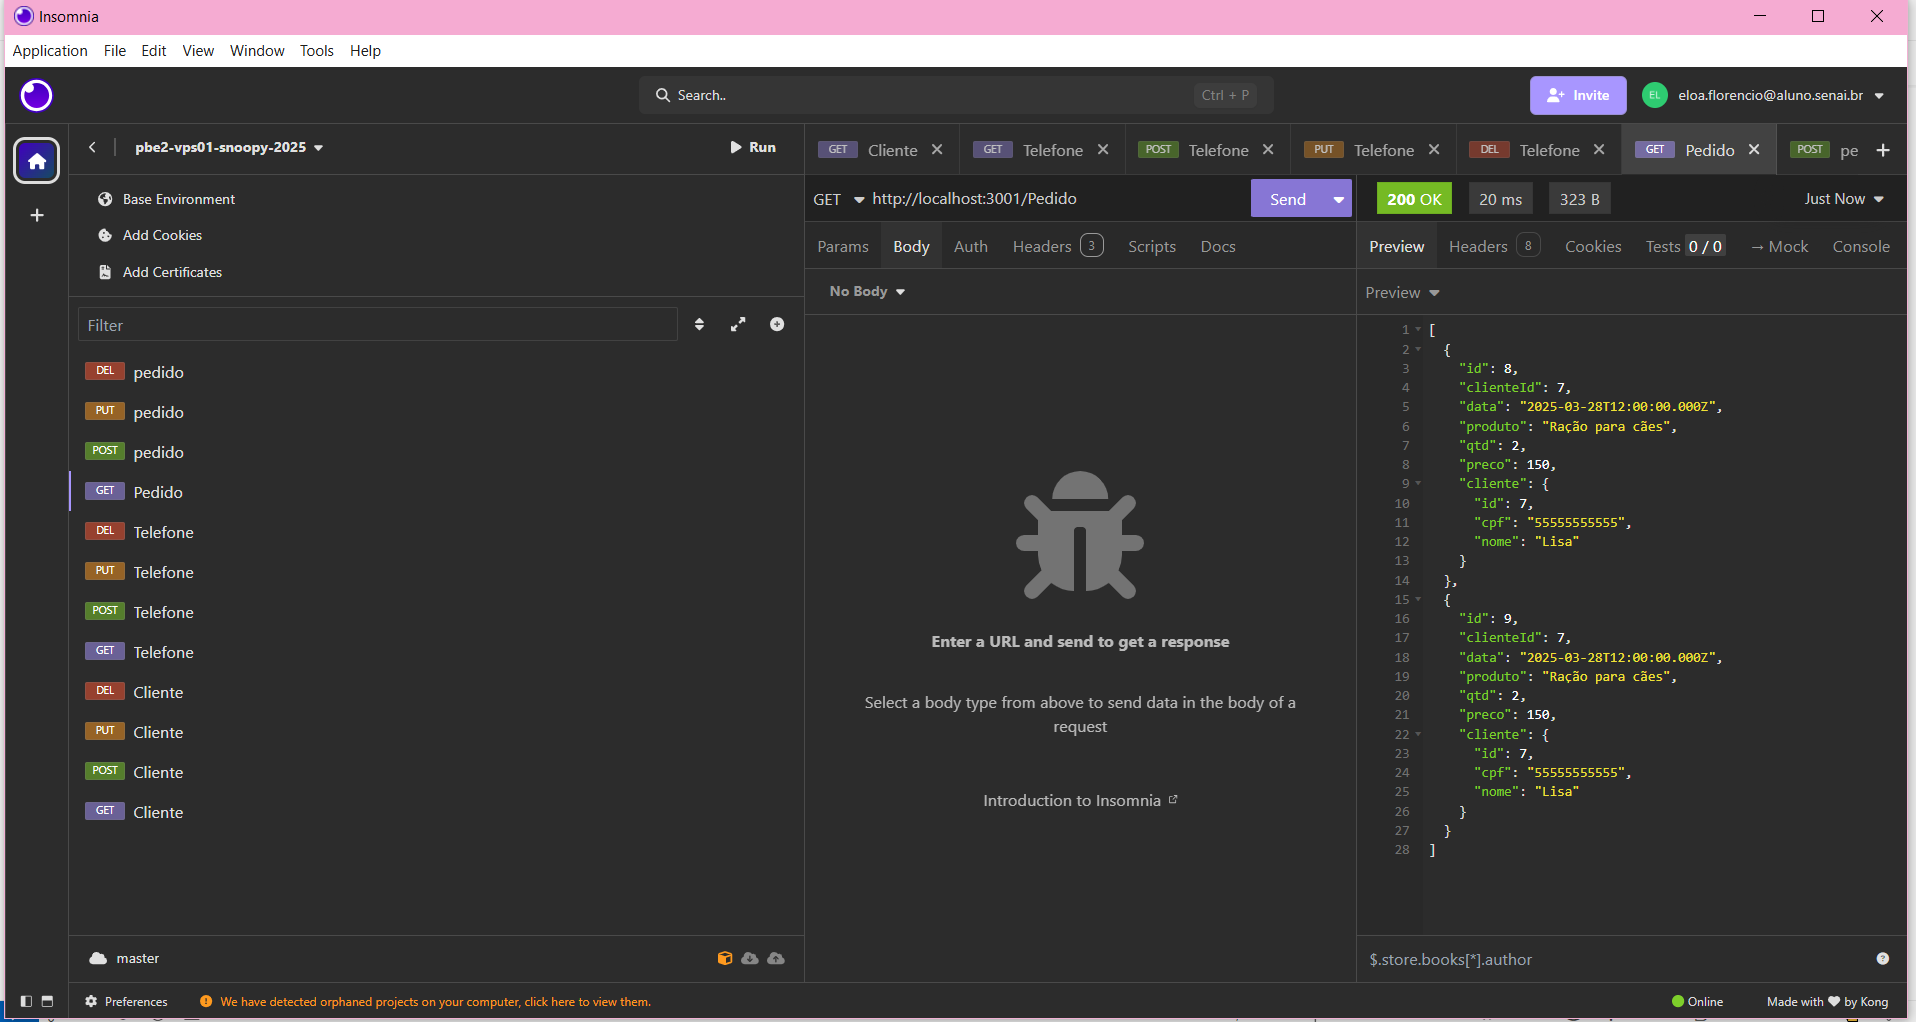 Insomnia
Application File Edit View Window Tools Help
Search.. Ctrl + P Invite EL eloa.florencio@aluno.senai.br
pbe2-vps01-snoopy-2025 Run
GET Cliente GET Telefone POST Telefone PUT Telefone DEL Telefone GET Pedido POST pe
Base Environment
Add Cookies
Add Certificates
Filter
DEL pedido
PUT pedido
POST pedido
GET Pedido
DEL Telefone
PUT Telefone
POST Telefone
GET Telefone
DEL Cliente
PUT Cliente
POST Cliente
GET Cliente
master
GET http://localhost:3001/Pedido Send
Params Body Auth Headers 3 Scripts Docs
No Body
Enter a URL and send to get a response
Select a body type from above to send data in the body of a
request
Introduction to Insomnia
200 OK 20 ms 323 B Just Now
Preview Headers 8 Cookies Tests 0 / 0 → Mock Console
Preview
1 [
2 {
3 "id": 8,
4 "clienteId": 7,
5 "data": "2025-03-28T12:00:00.000Z",
6 "produto": "Ração para cães",
7 "qtd": 2,
8 "preco": 150,
9 "cliente": {
10 "id": 7,
11 "cpf": "55555555555",
12 "nome": "Lisa"
13 }
14 },
15 {
16 "id": 9,
17 "clienteId": 7,
18 "data": "2025-03-28T12:00:00.000Z",
19 "produto": "Ração para cães",
20 "qtd": 2,
21 "preco": 150,
22 "cliente": {
23 "id": 7,
24 "cpf": "55555555555",
25 "nome": "Lisa"
26 }
27 }
28 ]
$.store.books[*].author
Preferences We have detected orphaned projects on your computer, click here to view them. Online Made with ♥ by Kong